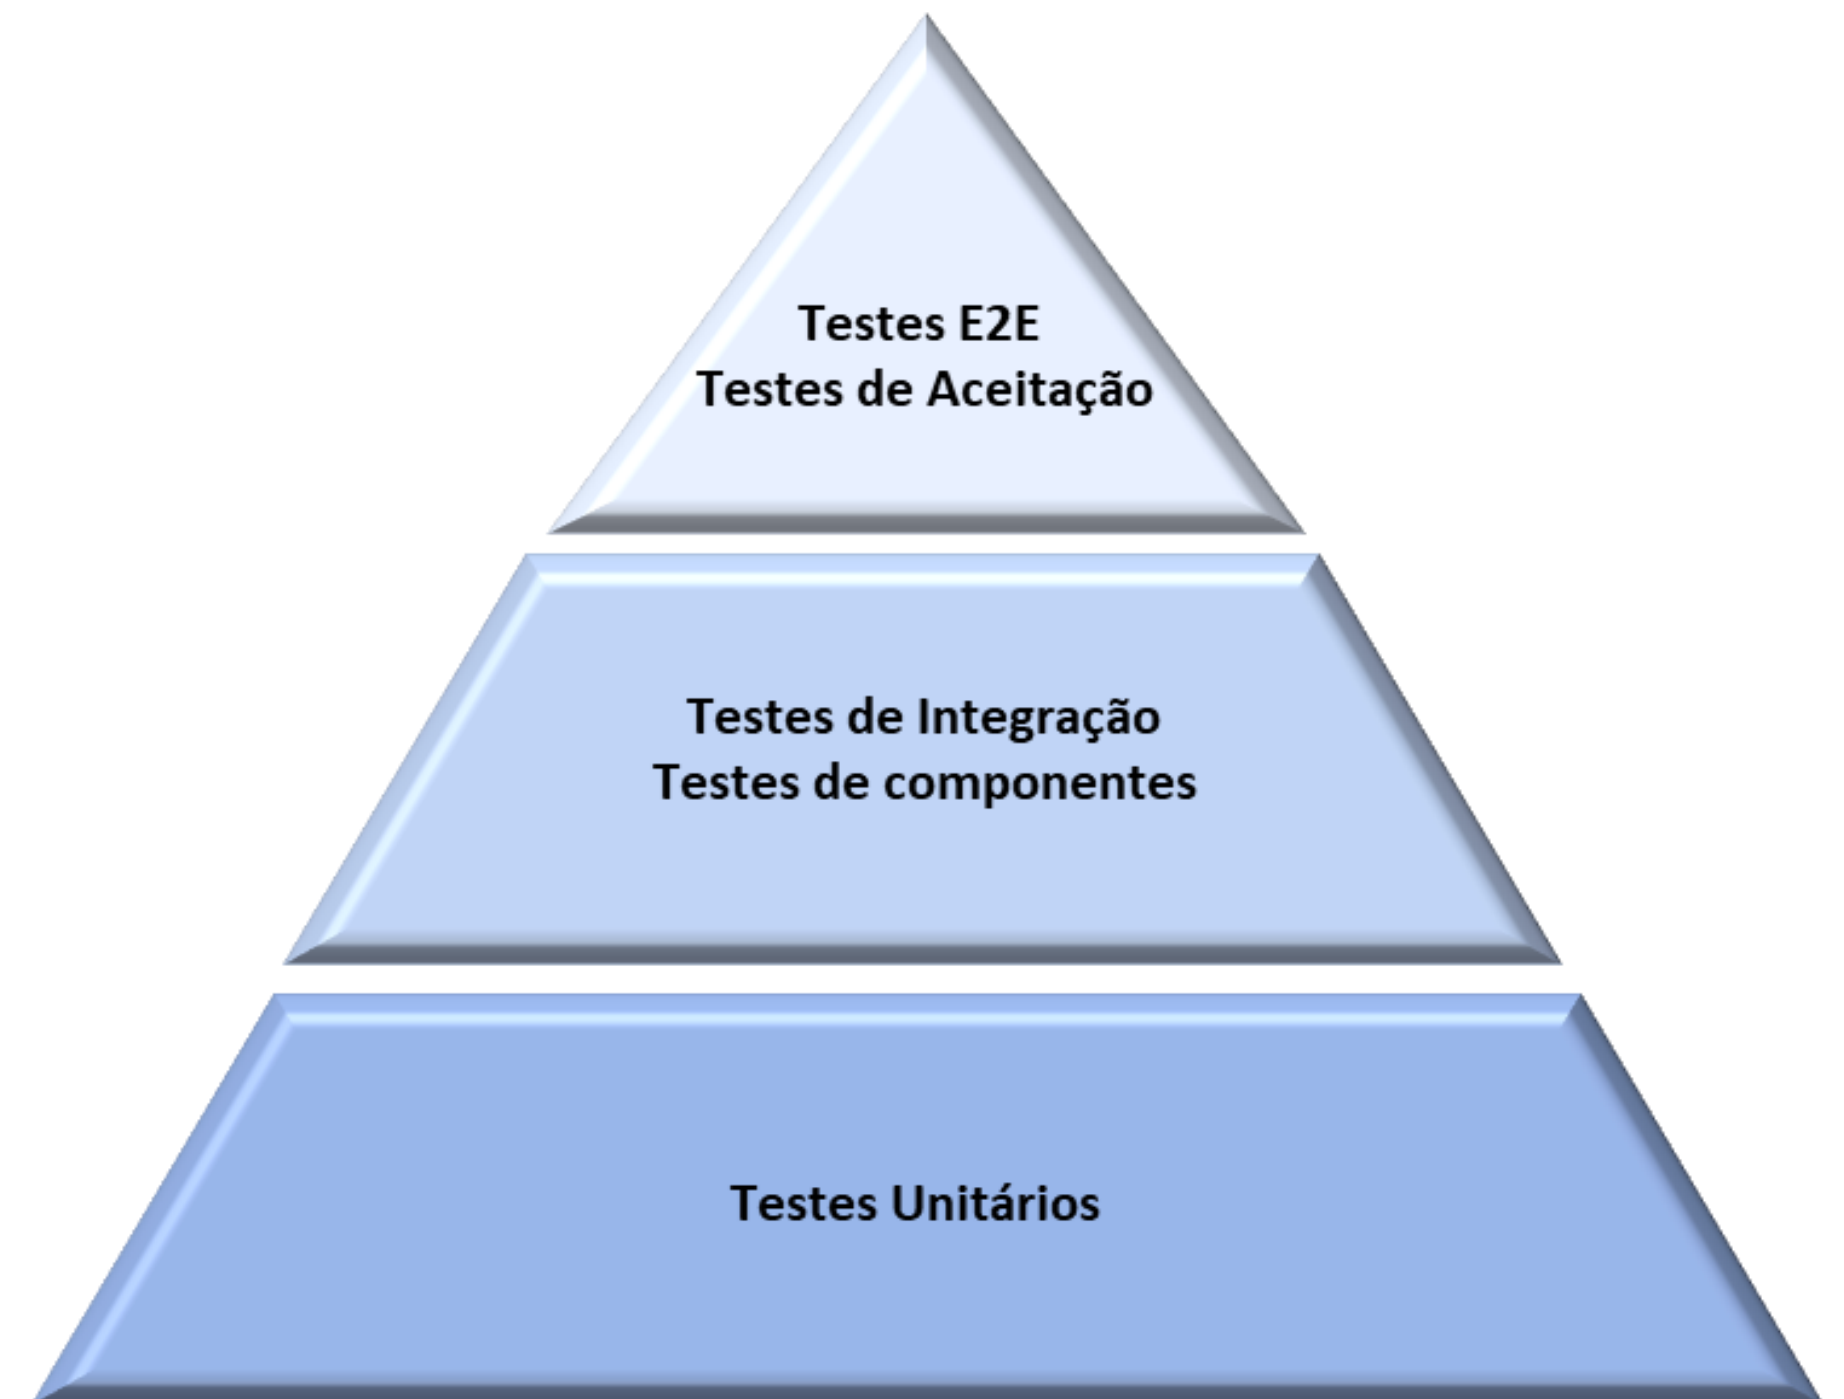 Testes E2E
Testes de Aceitação
Testes de Integração
Testes de componentes
Testes Unitários